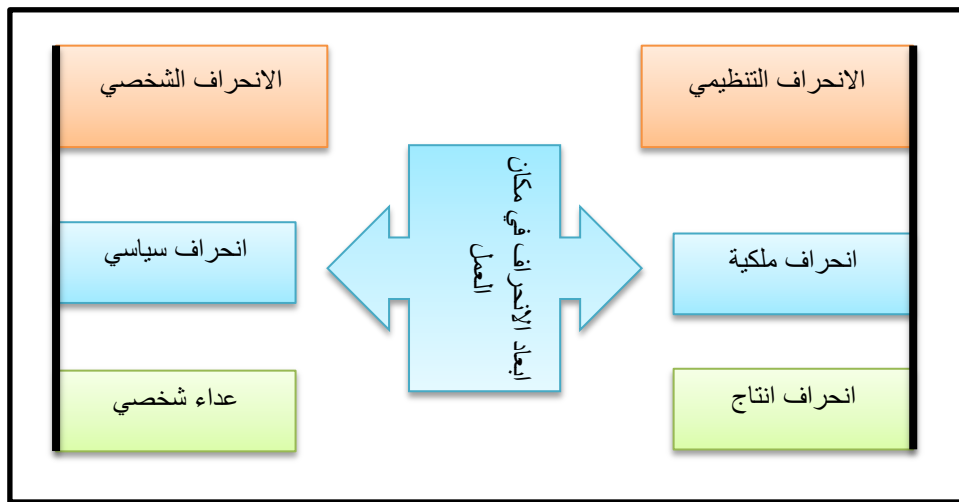 الانحراف التنظيمي
الانحراف الشخصي
ابعاد الانحراف في مكان
العمل
انحراف ملكية
انحراف سياسي
انحراف انتاج
عداء شخصي